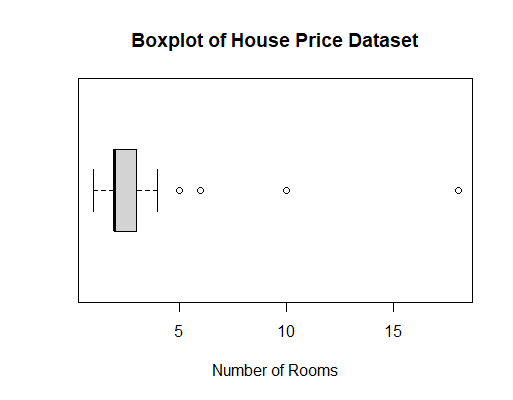 Boxplot of House Price Dataset
5 10 15
Number of Rooms